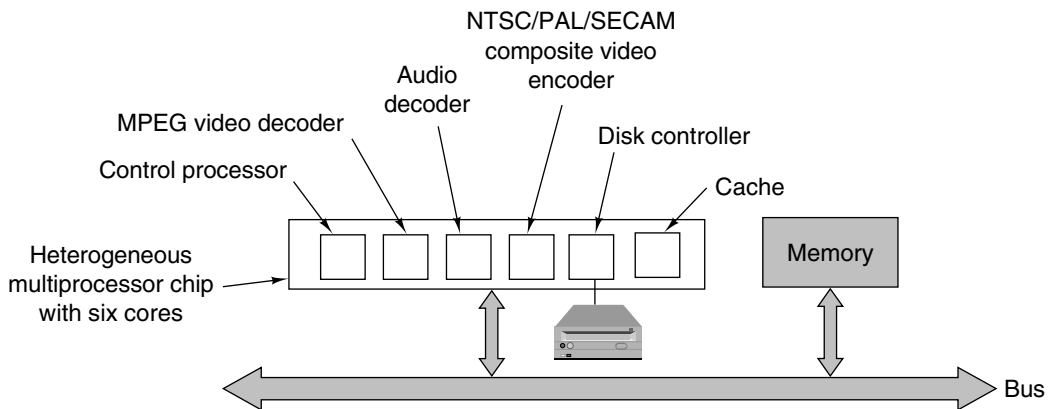 NTSC/PAL/SECAM
composite video
encoder
Audio
decoder
MPEG video decoder
Disk controller
Control processor
Cache
Heterogeneous
multiprocessor chip
with six cores
Memory
Bus